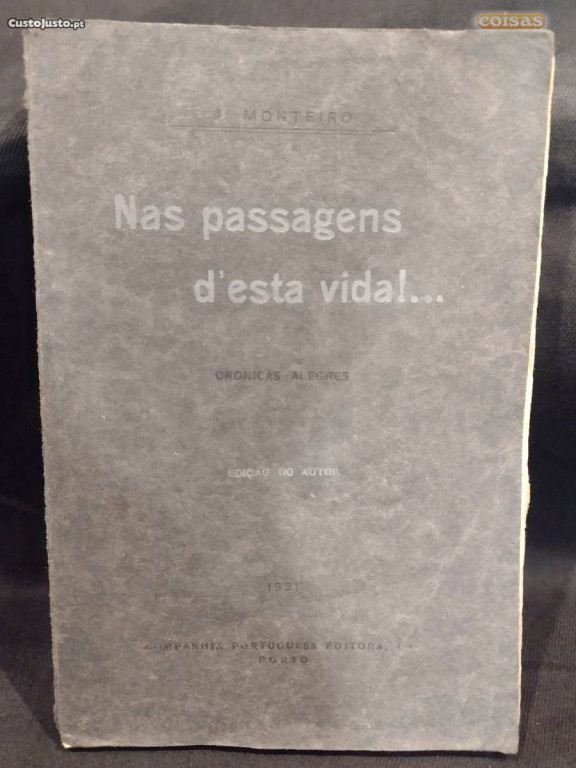 CustoJusto.pt
coisas
J. MONTEIRO
Nas passagens
d'esta vida!...
CRONICAS ALEGRES
EDIÇÃO DO AUTOR
1931
COMPANHIA PORTUGUESA EDITORA,
PORTO